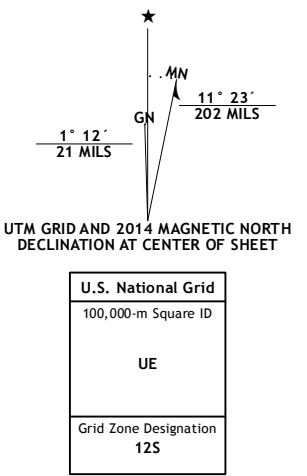 ★
MN
GN
11° 23´
202 MILS
1° 12´
21 MILS
UTM GRID AND 2014 MAGNETIC NORTH
DECLINATION AT CENTER OF SHEET
U.S. National Grid
100,000-m Square ID
UE
Grid Zone Designation
12S